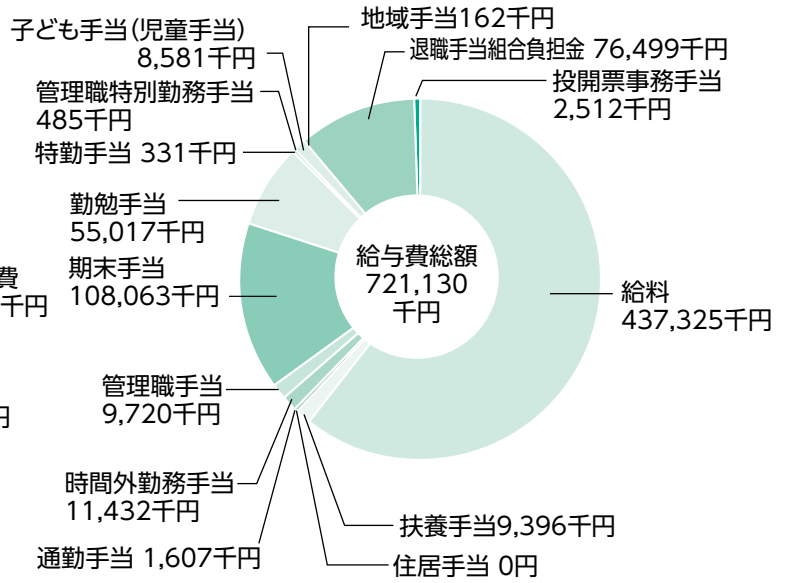 地域手当162千円
子ども手当(児童手当)
8,581千円
退職手当組合負担金 76,499千円
投開票事務手当
2,512千円
管理職特別勤務手当
485千円
特勤手当 331千円
勤勉手当
55,017千円
期末手当
108,063千円
費
千円
給与費総額
721,130
千円
給料
437,325千円
管理職手当
9,720千円
円
時間外勤務手当
11,432千円
扶養手当9,396千円
通勤手当 1,607千円
住居手当 0円